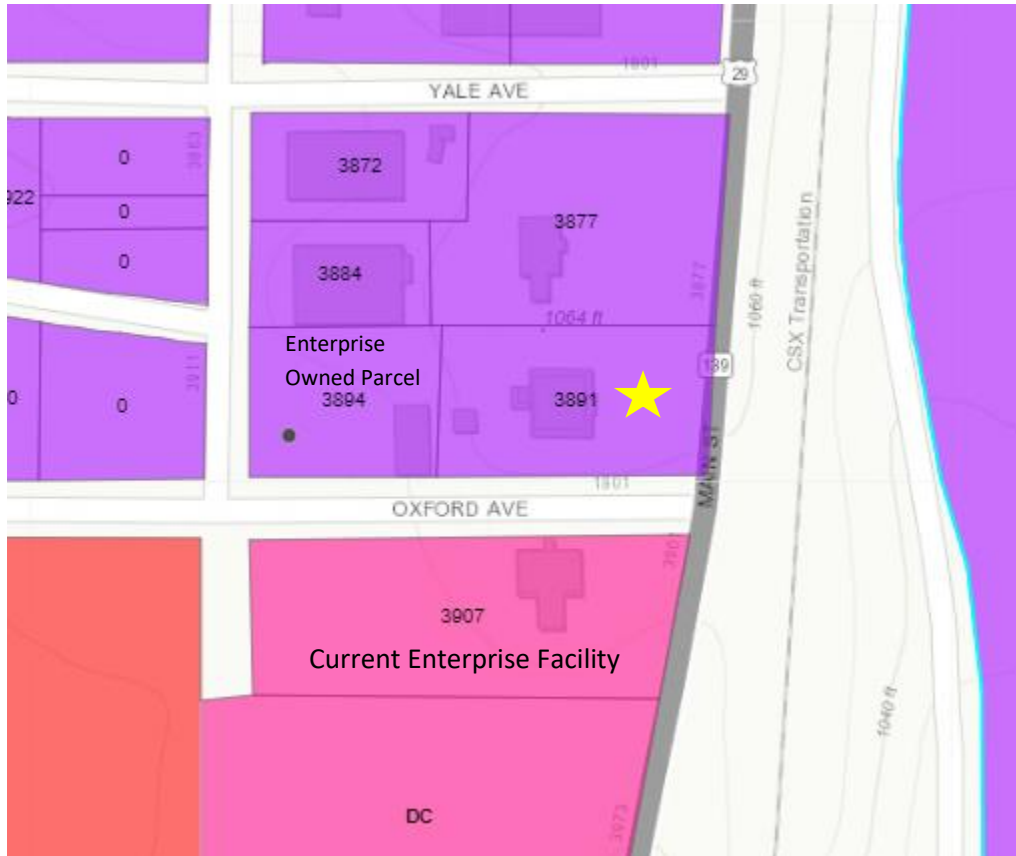 1801
29
YALE AVE
3863
0
3872
922
0
3877
0
3884
3877
1060 ft
CSX Transportation
1064 ft
Enterprise
Owned Parcel
139
3911
0
0
3894
3891
MAIN ST
1801
OXFORD AVE
3901
3907
Current Enterprise Facility
1040 ft
DC
3973